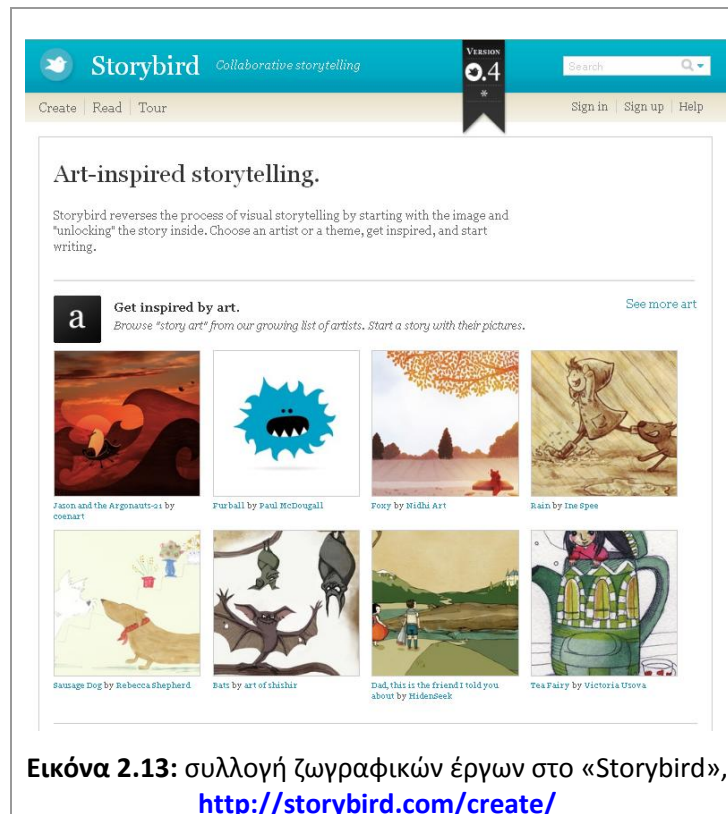 Storybird Collaborative storytelling
VERSION
0.4
*
Search
Create Read Tour
Sign in Sign up Help
Art-inspired storytelling.
Storybird reverses the process of visual storytelling by starting with the image and
"unlocking" the story inside. Choose an artist or a theme, get inspired, and start
writing.
a
Get inspired by art.
See more art
Browse "story art" from our growing list of artists. Start a story with their pictures.
Jason and the Argonauts-21 by
coenart
Furball by Paul McDougall
Foxy by Nidhi Art
Rain by Ine Spee
Sausage Dog by Rebecca Shepherd
Bats by art of shishir
Dad, this is the friend I told you
about by HidenSeek
Tea Fairy by Victoria Usova
Εικόνα 2.13: συλλογή ζωγραφικών έργων στο «Storybird»,
http://storybird.com/create/